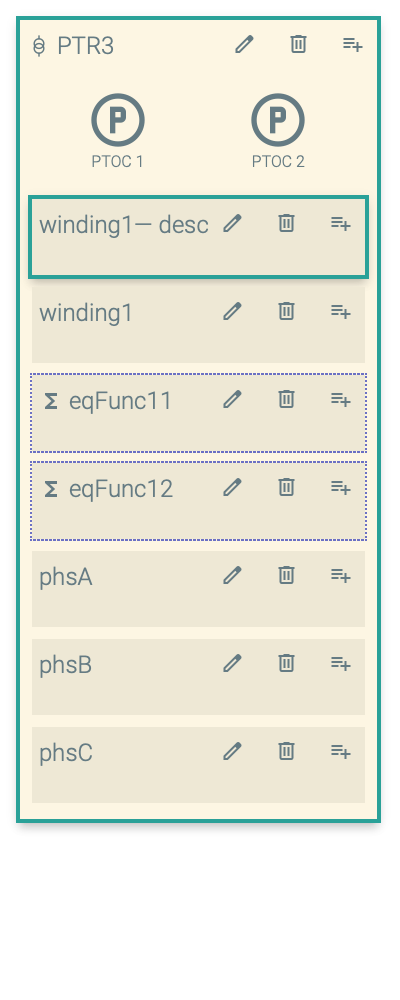 PTR3
PTOC 1
PTOC 2
winding1— desc
winding1
eqFunc11
eqFunc12
phsA
phsB
phsC